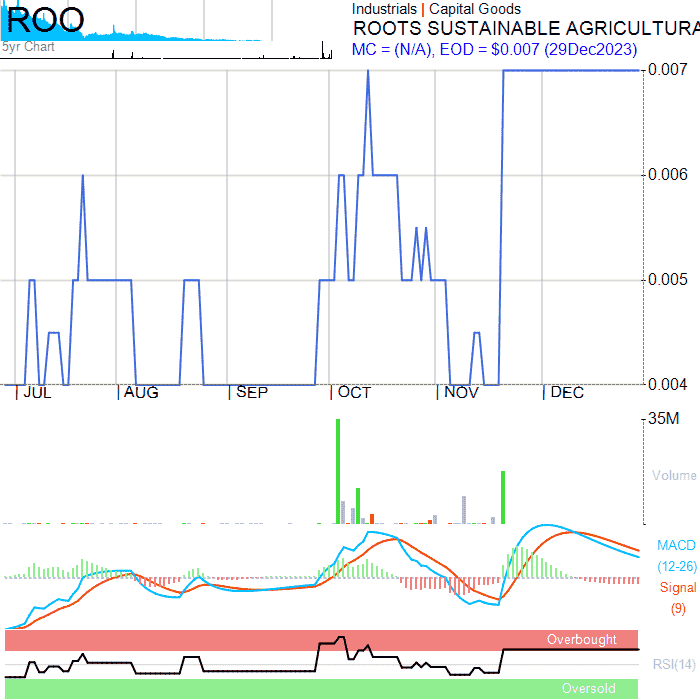 ROO
5yr Chart
Industrials | Capital Goods
ROOTS SUSTAINABLE AGRICULTURA
MC = (N/A), EOD = $0.007 (29Dec2023)
0.007
0.006
0.005
0.004
JUL AUG SEP OCT NOV DEC
35M
Volume
MACD
(12-26)
Signal
(9)
Overbought
RSI(14)
Oversold